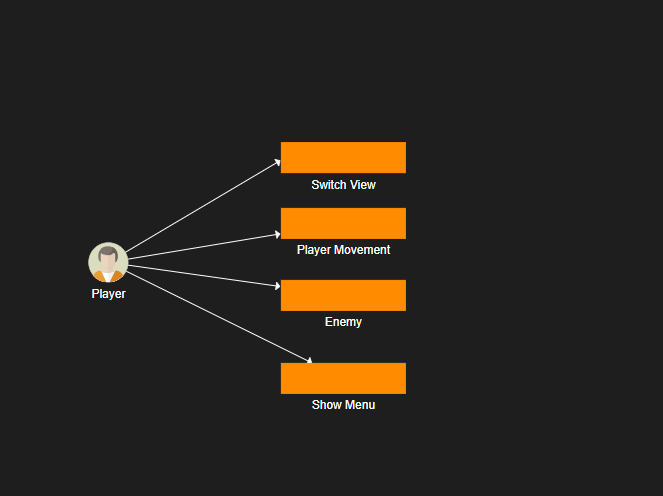 Switch View
Player Movement
Player
Enemy
Show Menu